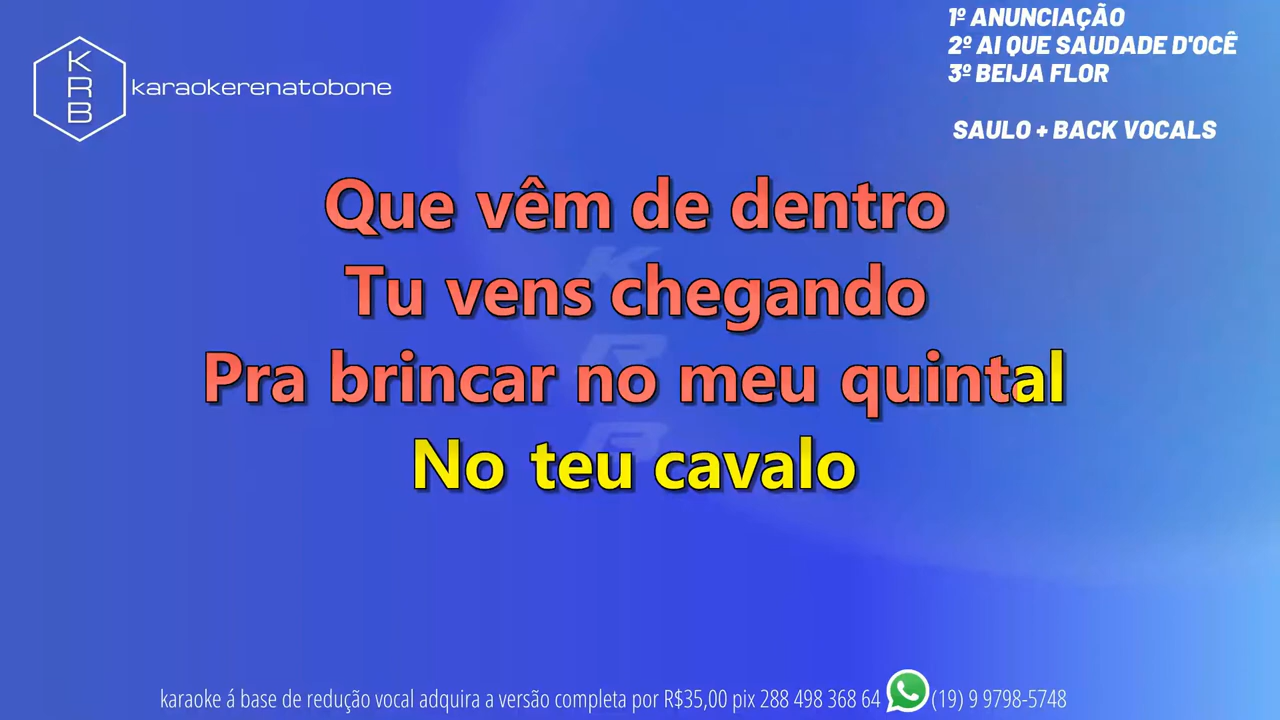 K
R
B
karaokerenatobone
1º ANUNCIAÇÃO
2º AI QUE SAUDADE D'OCÊ
3º BEIJA FLOR
SAULO + BACK VOCALS
Que vêm de dentro
Tu vens chegando
Pra brincar no meu quintal
No teu cavalo
K
R
B
karaoke á base de redução vocal adquira a versão completa por R$35,00 pix 288 498 368 64 (19) 9 9798-5748